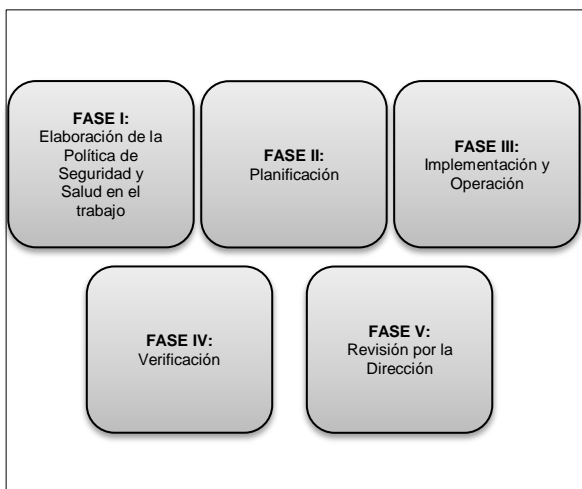 FASE I:
Elaboración de la
Política de
Seguridad y
Salud en el
trabajo
FASE II:
Planificación
FASE III:
Implementación y
Operación
FASE IV:
Verificación
FASE V:
Revisión por la
Dirección